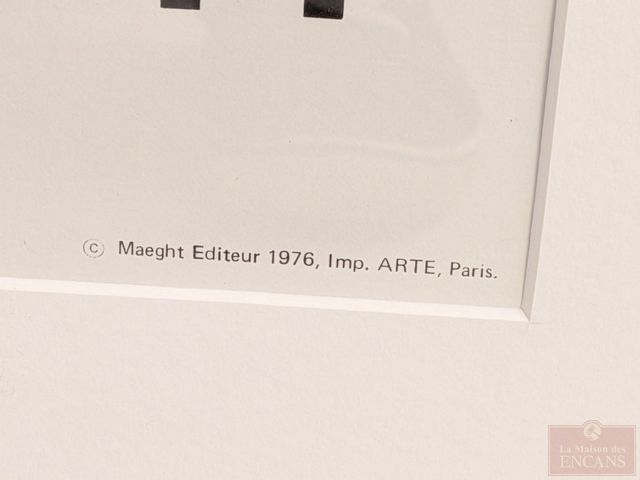 © Maeght Editeur 1976, Imp. ARTE, Paris.
La Maison des
ENCANS